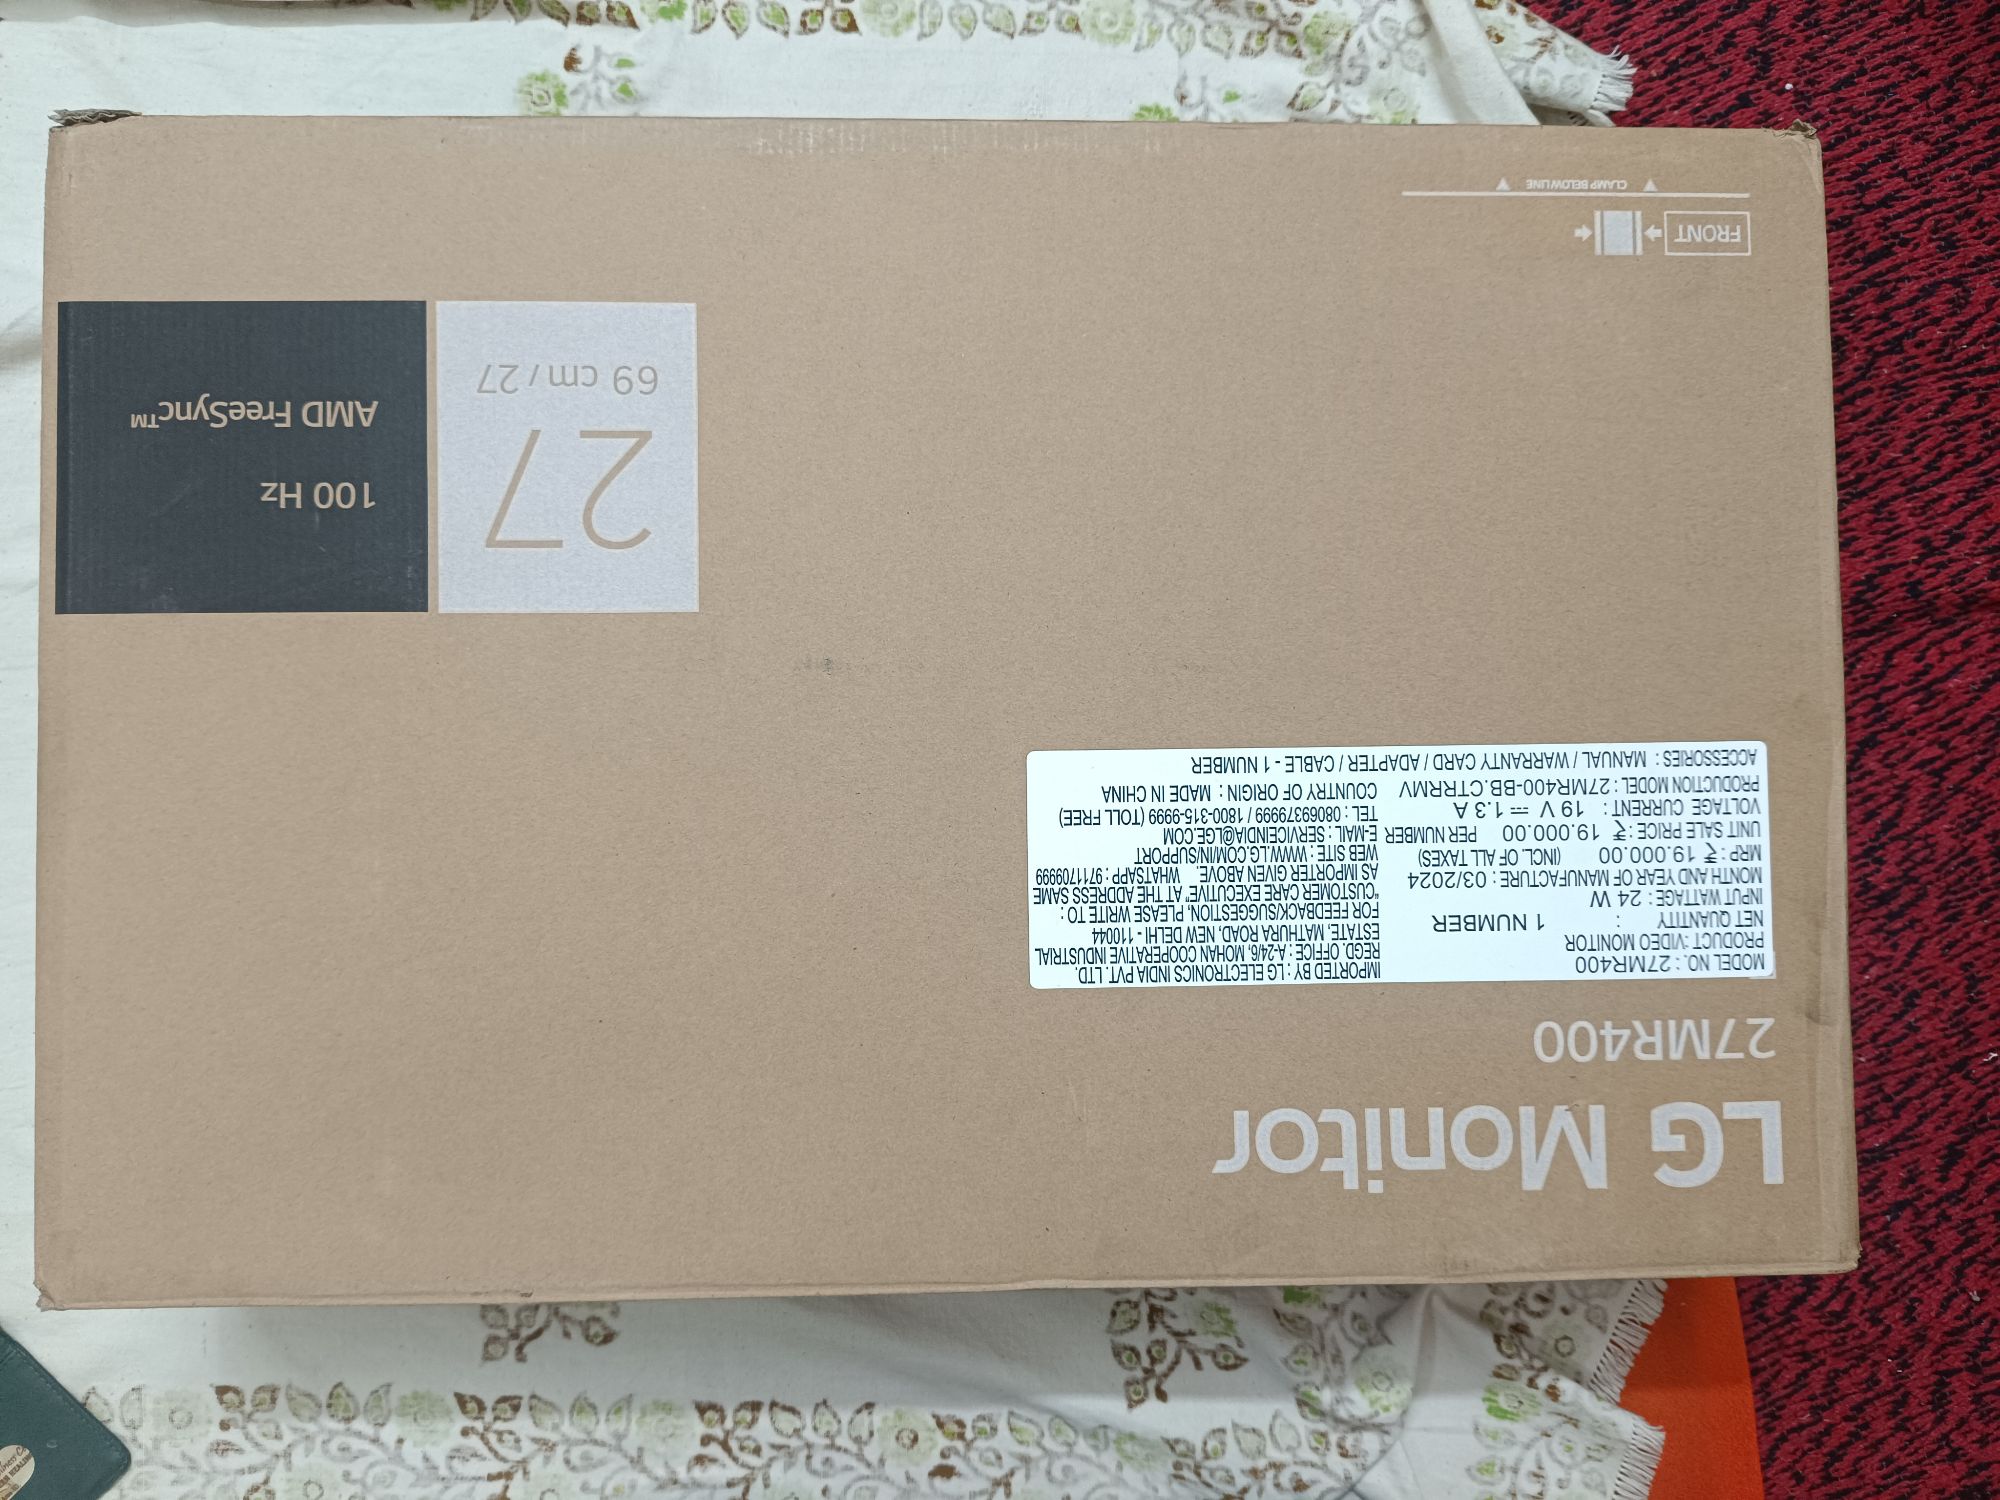 LG Monitor
27MR400
MODEL NO. : 27MR400
PRODUCT : VIDEO MONITOR
NET QUANTITY : 1 NUMBER
INPUT WATTAGE : 24 W
MONTH AND YEAR OF MANUFACTURE : 03/2024
MRP : ₹ 19,000.00 (INCL. OF ALL TAXES)
UNIT SALE PRICE : ₹ 19,000.00 PER NUMBER
VOLTAGE CURRENT : 19 V ⎓ 1.3 A
PRODUCTION MODEL : 27MR400-BB.CTRRMV
ACCESSORIES : MANUAL / WARRANTY CARD / ADAPTER / CABLE - 1 NUMBER
IMPORTED BY : LG ELECTRONICS INDIA PVT. LTD.
REGD. OFFICE : A-24/6, MOHAN COOPERATIVE INDUSTRIAL
ESTATE, MATHURA ROAD, NEW DELHI - 110044
FOR FEEDBACK/SUGGESTION, PLEASE WRITE TO :
"CUSTOMER CARE EXECUTIVE" AT THE ADDRESS SAME
AS IMPORTER GIVEN ABOVE. WHATSAPP : 9711709999
WEB SITE : WWW.LG.COM/IN/SUPPORT
E-MAIL : SERVICEINDIA@LGE.COM
TEL : 08069379999 / 1800-315-9999 (TOLL FREE)
COUNTRY OF ORIGIN : MADE IN CHINA
27
69 cm / 27
100 Hz
AMD FreeSync™
FRONT
CLAMP BELOW LINE